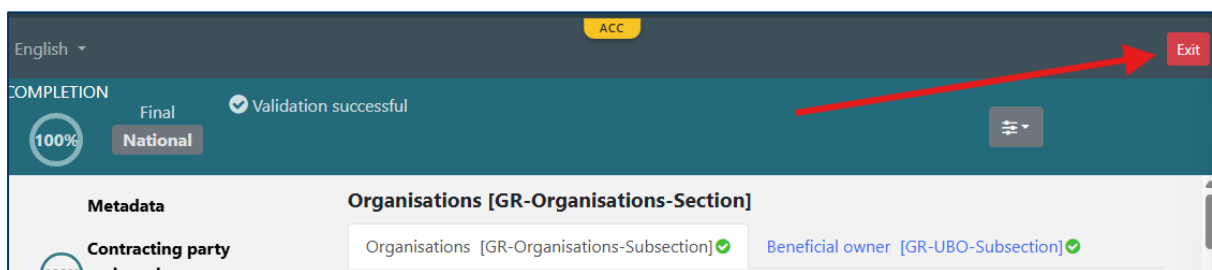 ACC
English
Exit
COMPLETION
Final
Validation successful
100%
National
Metadata
Organisations [GR-Organisations-Section]
Contracting party
Organisations [GR-Organisations-Subsection]
Beneficial owner [GR-UBO-Subsection]